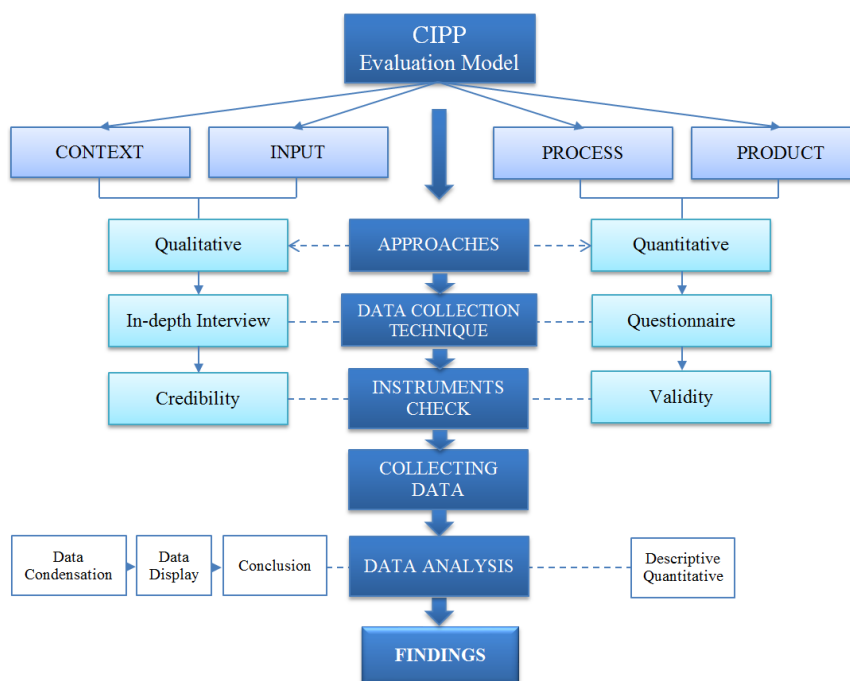 CIPP
Evaluation Model
CONTEXT
INPUT
PROCESS
PRODUCT
Qualitative
APPROACHES
Quantitative
In-depth Interview
DATA COLLECTION
TECHNIQUE
Questionnaire
Credibility
INSTRUMENTS
CHECK
Validity
COLLECTING
DATA
Data
Condensation
Data
Display
Conclusion
DATA ANALYSIS
Descriptive
Quantitative
FINDINGS